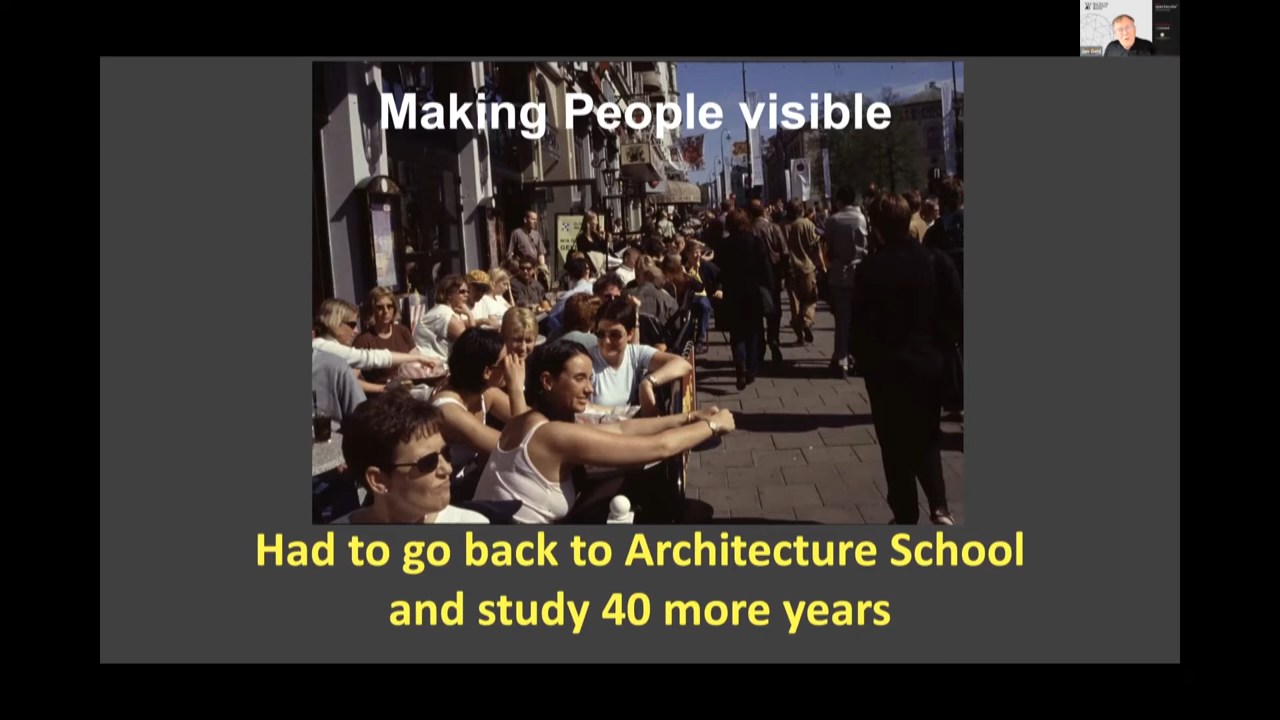 Making People visible
Had to go back to Architecture School
and study 40 more years